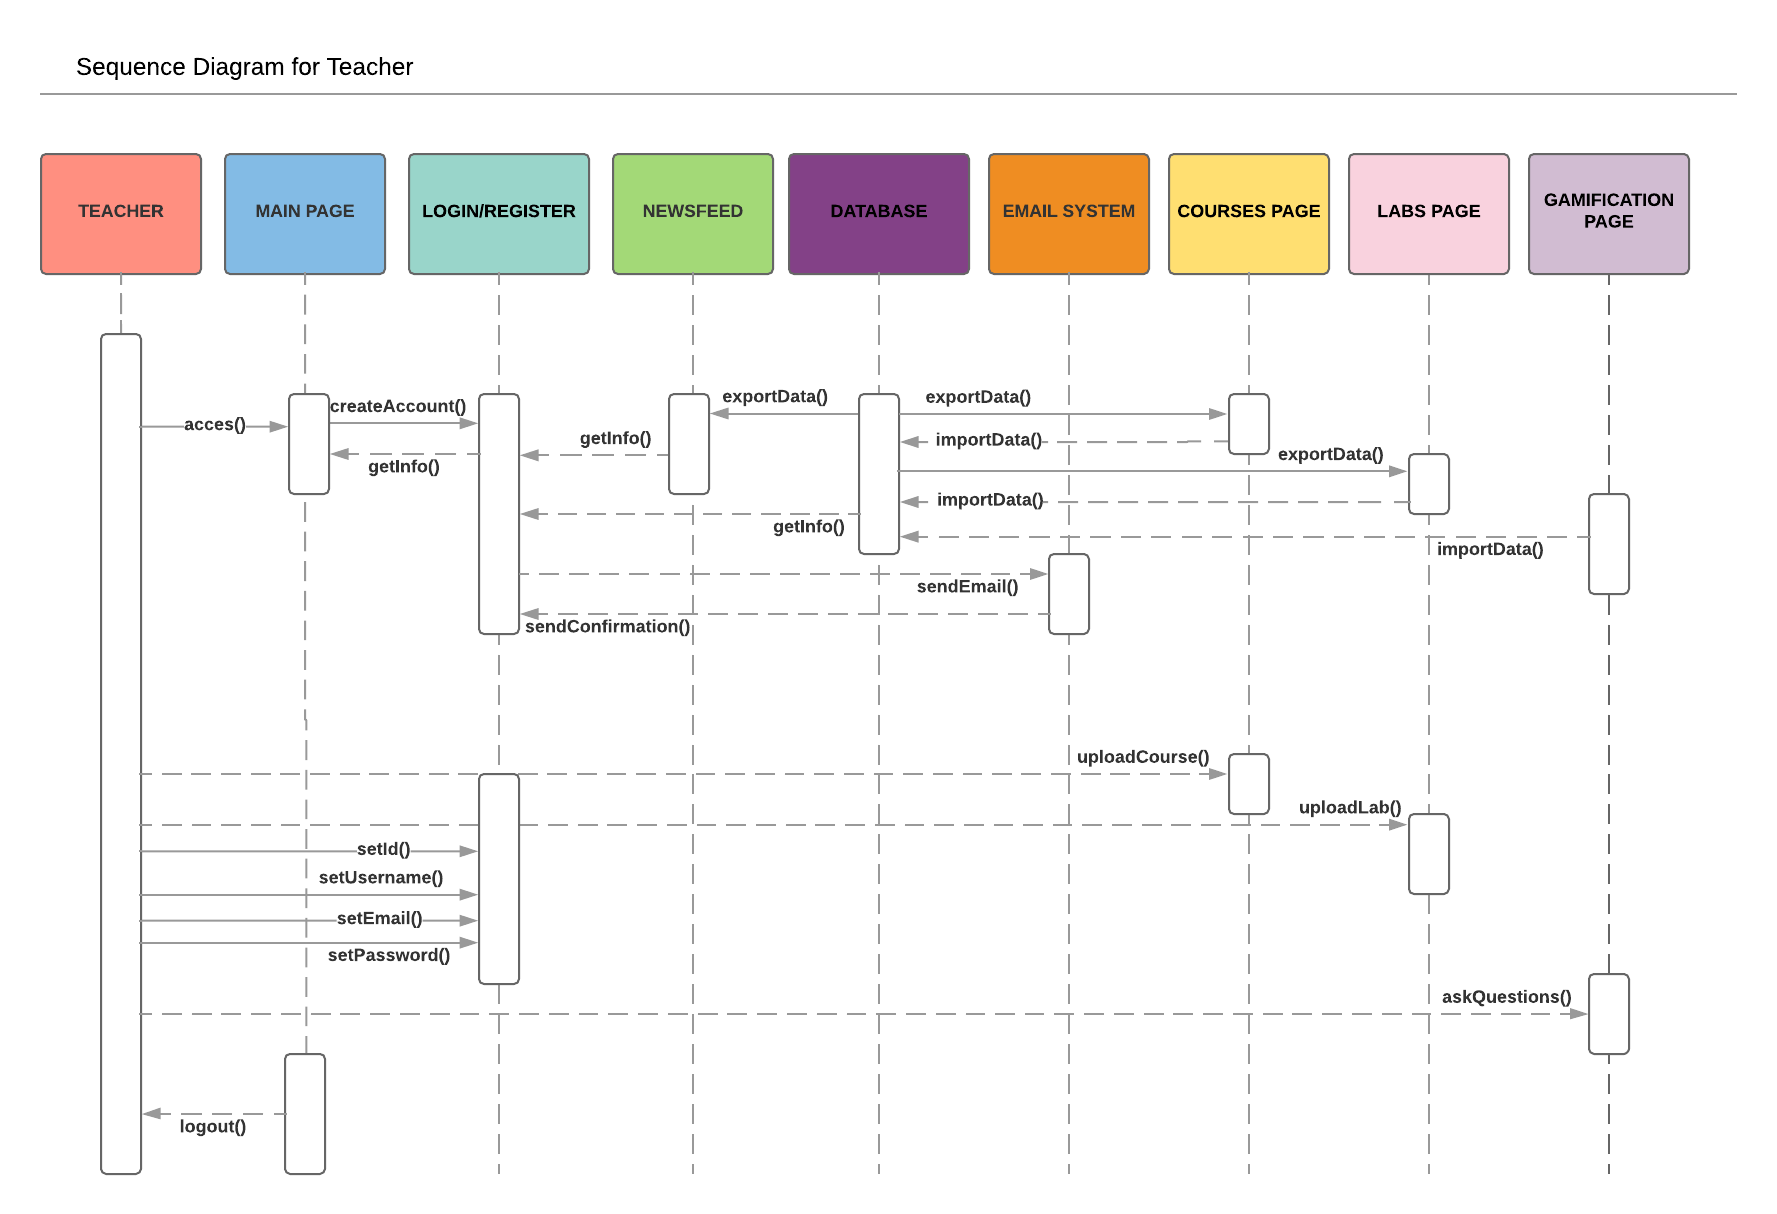 Sequence Diagram for Teacher
TEACHER
MAIN PAGE
LOGIN/REGISTER
NEWSFEED
DATABASE
EMAIL SYSTEM
COURSES PAGE
LABS PAGE
GAMIFICATION
PAGE
acces()
createAccount()
getInfo()
getInfo()
exportData()
exportData()
importData()
exportData()
importData()
getInfo()
importData()
sendEmail()
sendConfirmation()
uploadCourse()
uploadLab()
setId()
setUsername()
setEmail()
setPassword()
askQuestions()
logout()